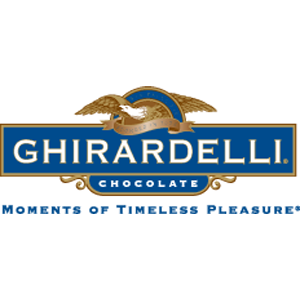 GHIRARDELLI®
CHOCOLATE
MOMENTS OF TIMELESS PLEASURE®